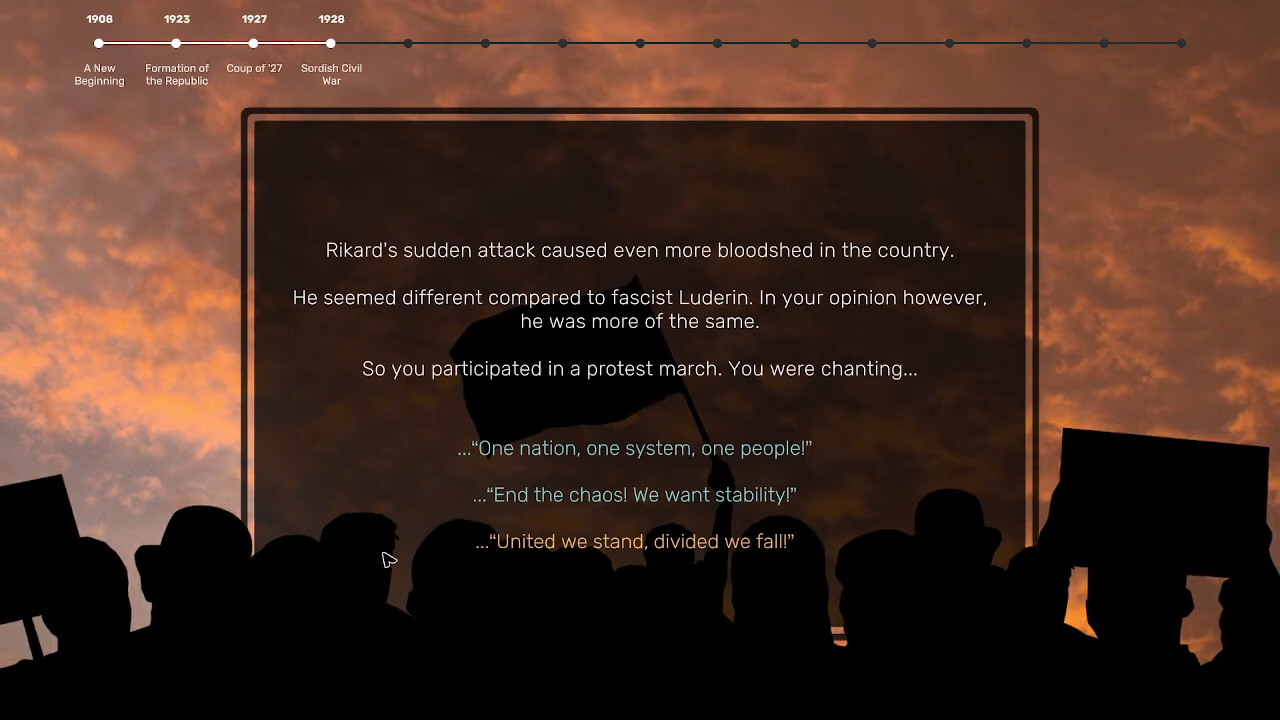 1908 1923 1927 1928
A New Formation of Coup of '27 Sordish Civil
Beginning the Republic War
Rikard's sudden attack caused even more bloodshed in the country.
He seemed different compared to fascist Luderin. In your opinion however,
he was more of the same.
So you participated in a protest march. You were chanting...
...“One nation, one system, one people!”
...“End the chaos! We want stability!”
...“United we stand, divided we fall!”